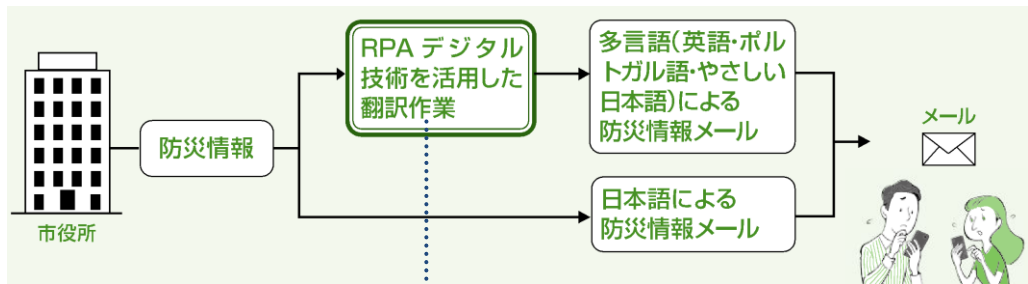 市役所
防災情報
RPA デジタル
技術を活用した
翻訳作業
多言語(英語・ポル
トガル語・やさしい
日本語)による
防災情報メール
日本語による
防災情報メール
メール